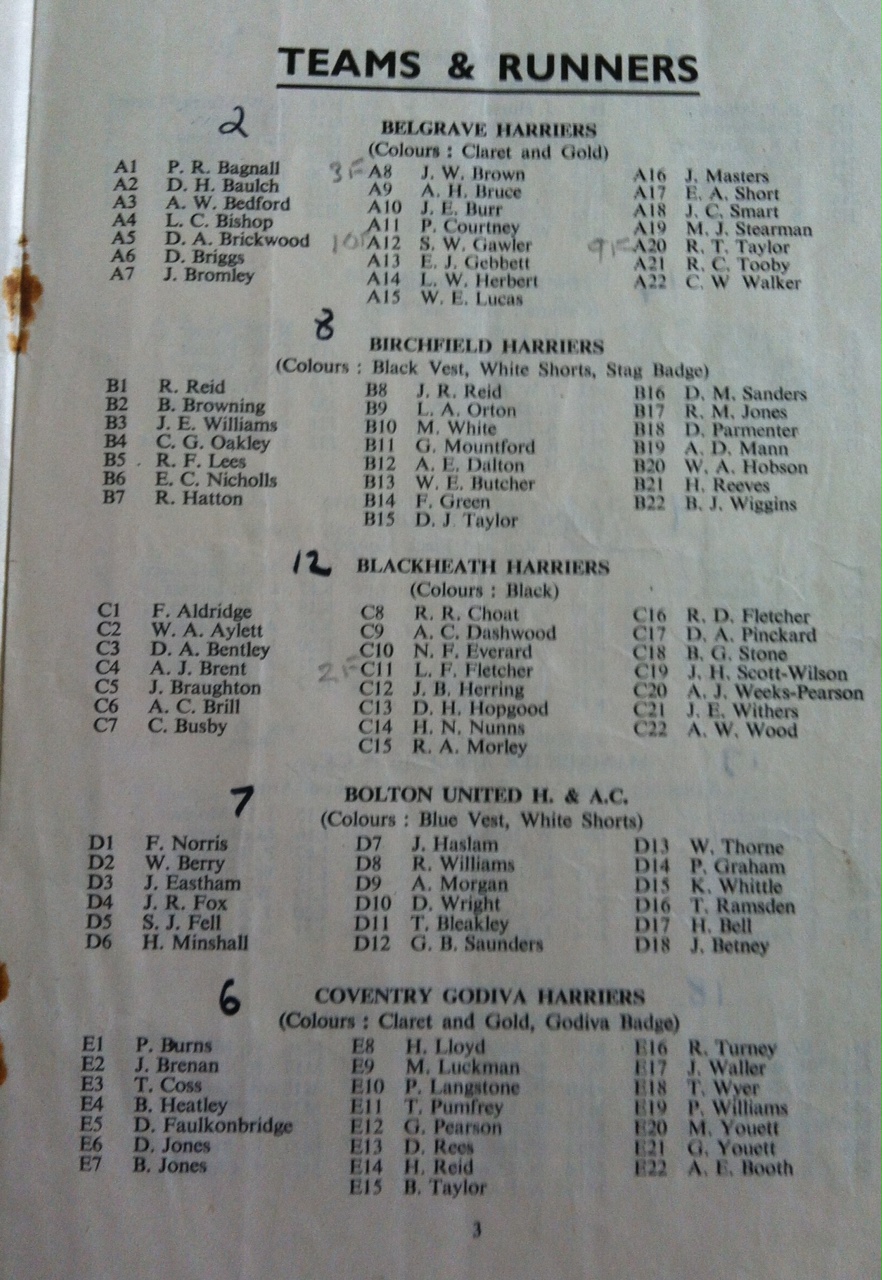 TEAMS & RUNNERS
2
BELGRAVE HARRIERS
(Colours : Claret and Gold)
A1 P. R. Bagnall
A2 D. H. Baulch
A3 A. W. Bedford
A4 L. C. Bishop
A5 D. A. Brickwood
A6 D. Briggs
A7 J. Bromley
3F A8 J. W. Brown
A9 A. H. Bruce
A10 J. E. Burr
A11 P. Courtney
10F A12 S. W. Gawler
A13 E. J. Gebbett
A14 L. W. Herbert
A15 W. E. Lucas
A16 J. Masters
A17 E. A. Short
A18 J. C. Smart
A19 M. J. Stearman
9F A20 R. T. Taylor
A21 R. C. Tooby
A22 C. W Walker
8
BIRCHFIELD HARRIERS
(Colours : Black Vest, White Shorts, Stag Badge)
B1 R. Reid
B2 B. Browning
B3 J. E. Williams
B4 C. G. Oakley
B5 R. F. Lees
B6 E. C. Nicholls
B7 R. Hatton
B8 J. R. Reid
B9 L. A. Orton
B10 M. White
B11 G. Mountford
B12 A. E. Dalton
B13 W. E. Butcher
B14 F. Green
B15 D. J. Taylor
B16 D. M. Sanders
B17 R. M. Jones
B18 D. Parmenter
B19 A. D. Mann
B20 W. A. Hobson
B21 H. Reeves
B22 B. J. Wiggins
12 BLACKHEATH HARRIERS
(Colours : Black)
C1 F. Aldridge
C2 W. A. Aylett
C3 D. A. Bentley
C4 A. J. Brent
C5 J. Braughton
C6 A. C. Brill
C7 C. Busby
C8 R. R. Choat
C9 A. C. Dashwood
C10 N. F. Everard
2F C11 L. F. Fletcher
C12 J. B. Herring
C13 D. H. Hopgood
C14 H. N. Nunns
C15 R. A. Morley
C16 R. D. Fletcher
C17 D. A. Pinckard
C18 B. G. Stone
C19 J. H. Scott-Wilson
C20 A. J. Weeks-Pearson
C21 J. E. Withers
C22 A. W. Wood
7
BOLTON UNITED H. & A.C.
(Colours : Blue Vest, White Shorts)
D1 F. Norris
D2 W. Berry
D3 J. Eastham
D4 J. R. Fox
D5 S. J. Fell
D6 H. Minshall
D7 J. Haslam
D8 R. Williams
D9 A. Morgan
D10 D. Wright
D11 T. Bleakley
D12 G. B. Saunders
D13 W. Thorne
D14 P. Graham
D15 K. Whittle
D16 T. Ramsden
D17 H. Bell
D18 J. Betney
6
COVENTRY GODIVA HARRIERS
(Colours : Claret and Gold, Godiva Badge)
E1 P. Burns
E2 J. Brenan
E3 T. Coss
E4 B. Heatley
E5 D. Faulkonbridge
E6 D. Jones
E7 B. Jones
E8 H. Lloyd
E9 M. Luckman
E10 P. Langstone
E11 T. Pumfrey
E12 G. Pearson
E13 D. Rees
E14 H. Reid
E15 B. Taylor
E16 R. Turney
E17 J. Waller
E18 T. Wyer
E19 P. Williams
E20 M. Youett
E21 G. Youett
E22 A. E. Booth
3